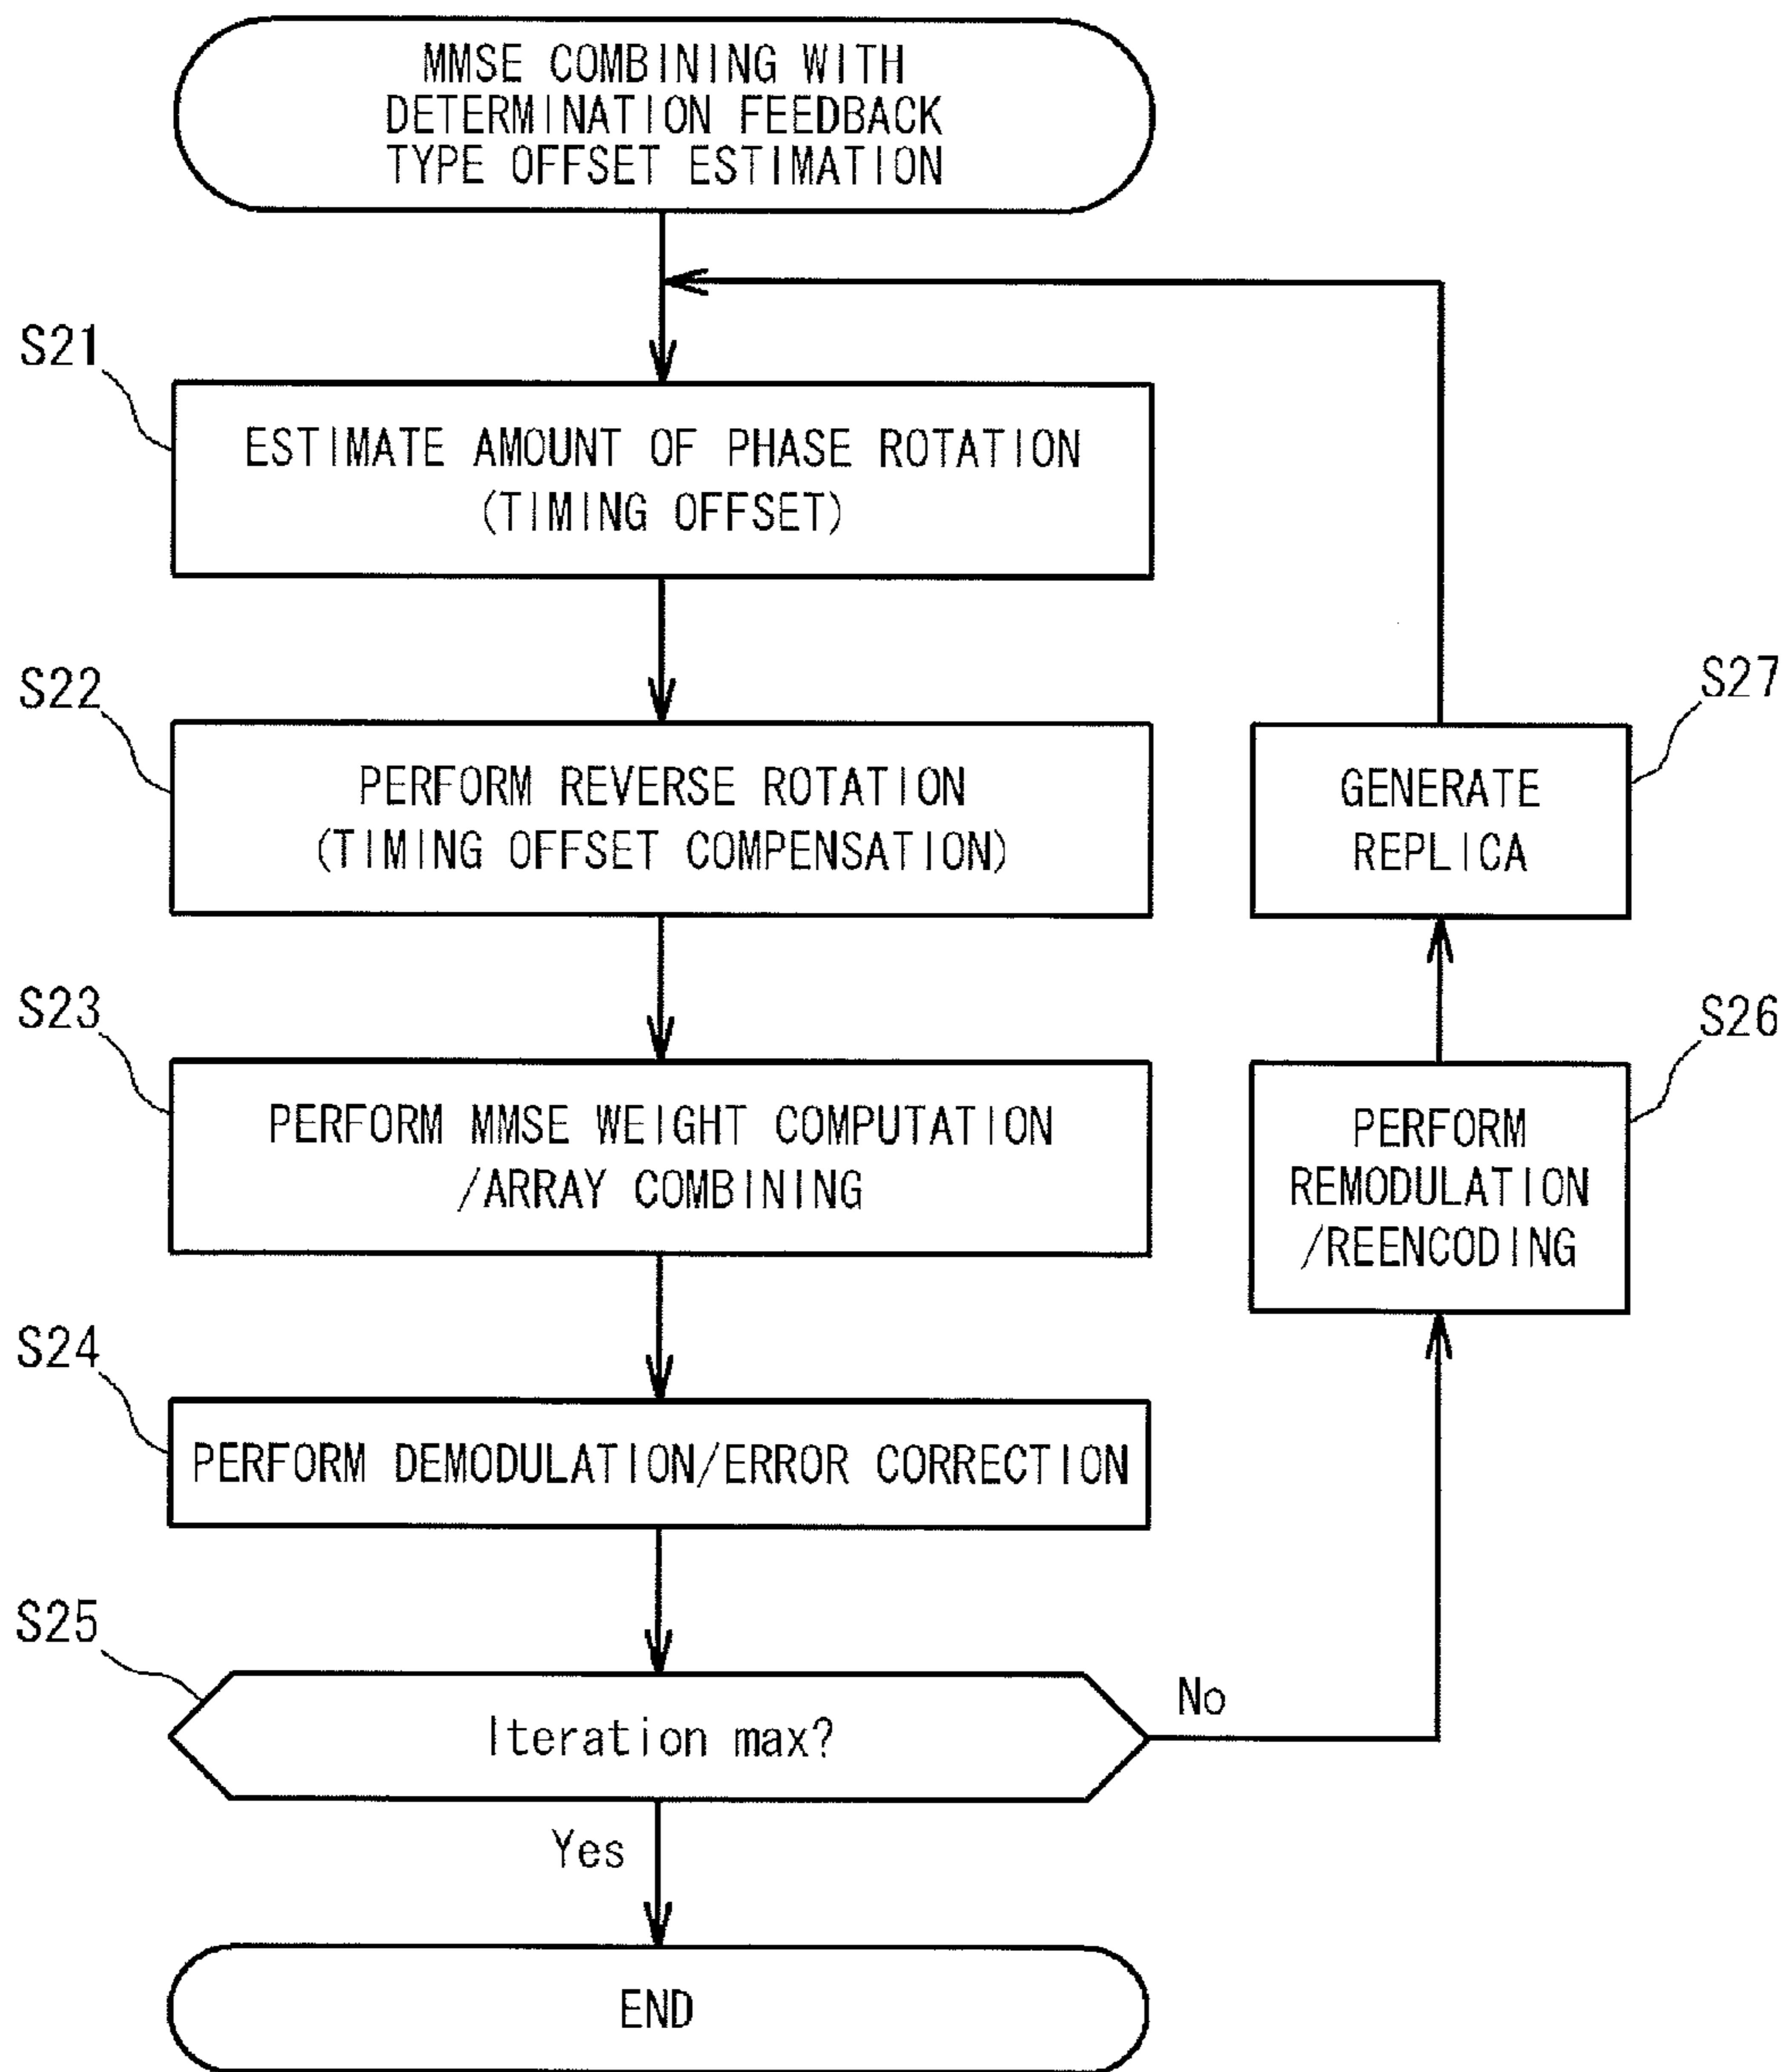 MMSE COMBINING WITH
DETERMINATION FEEDBACK
TYPE OFFSET ESTIMATION
S21
ESTIMATE AMOUNT OF PHASE ROTATION
(TIMING OFFSET)
S22
PERFORM REVERSE ROTATION
(TIMING OFFSET COMPENSATION)
S27
GENERATE
REPLICA
S23
PERFORM MMSE WEIGHT COMPUTATION
/ARRAY COMBINING
S26
PERFORM
REMODULATION
/REENCODING
S24
PERFORM DEMODULATION/ERROR CORRECTION
S25
Iteration max?
No
Yes
END